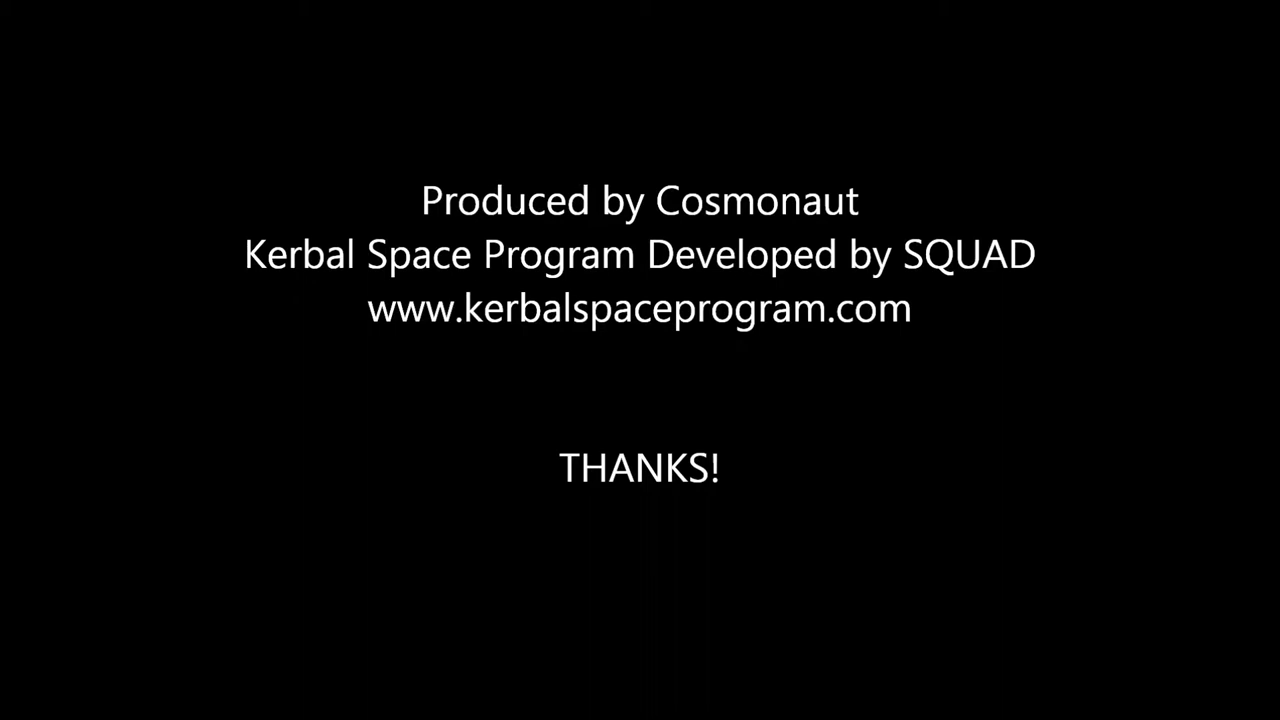 Produced by Cosmonaut
Kerbal Space Program Developed by SQUAD
www.kerbalspaceprogram.com
THANKS!